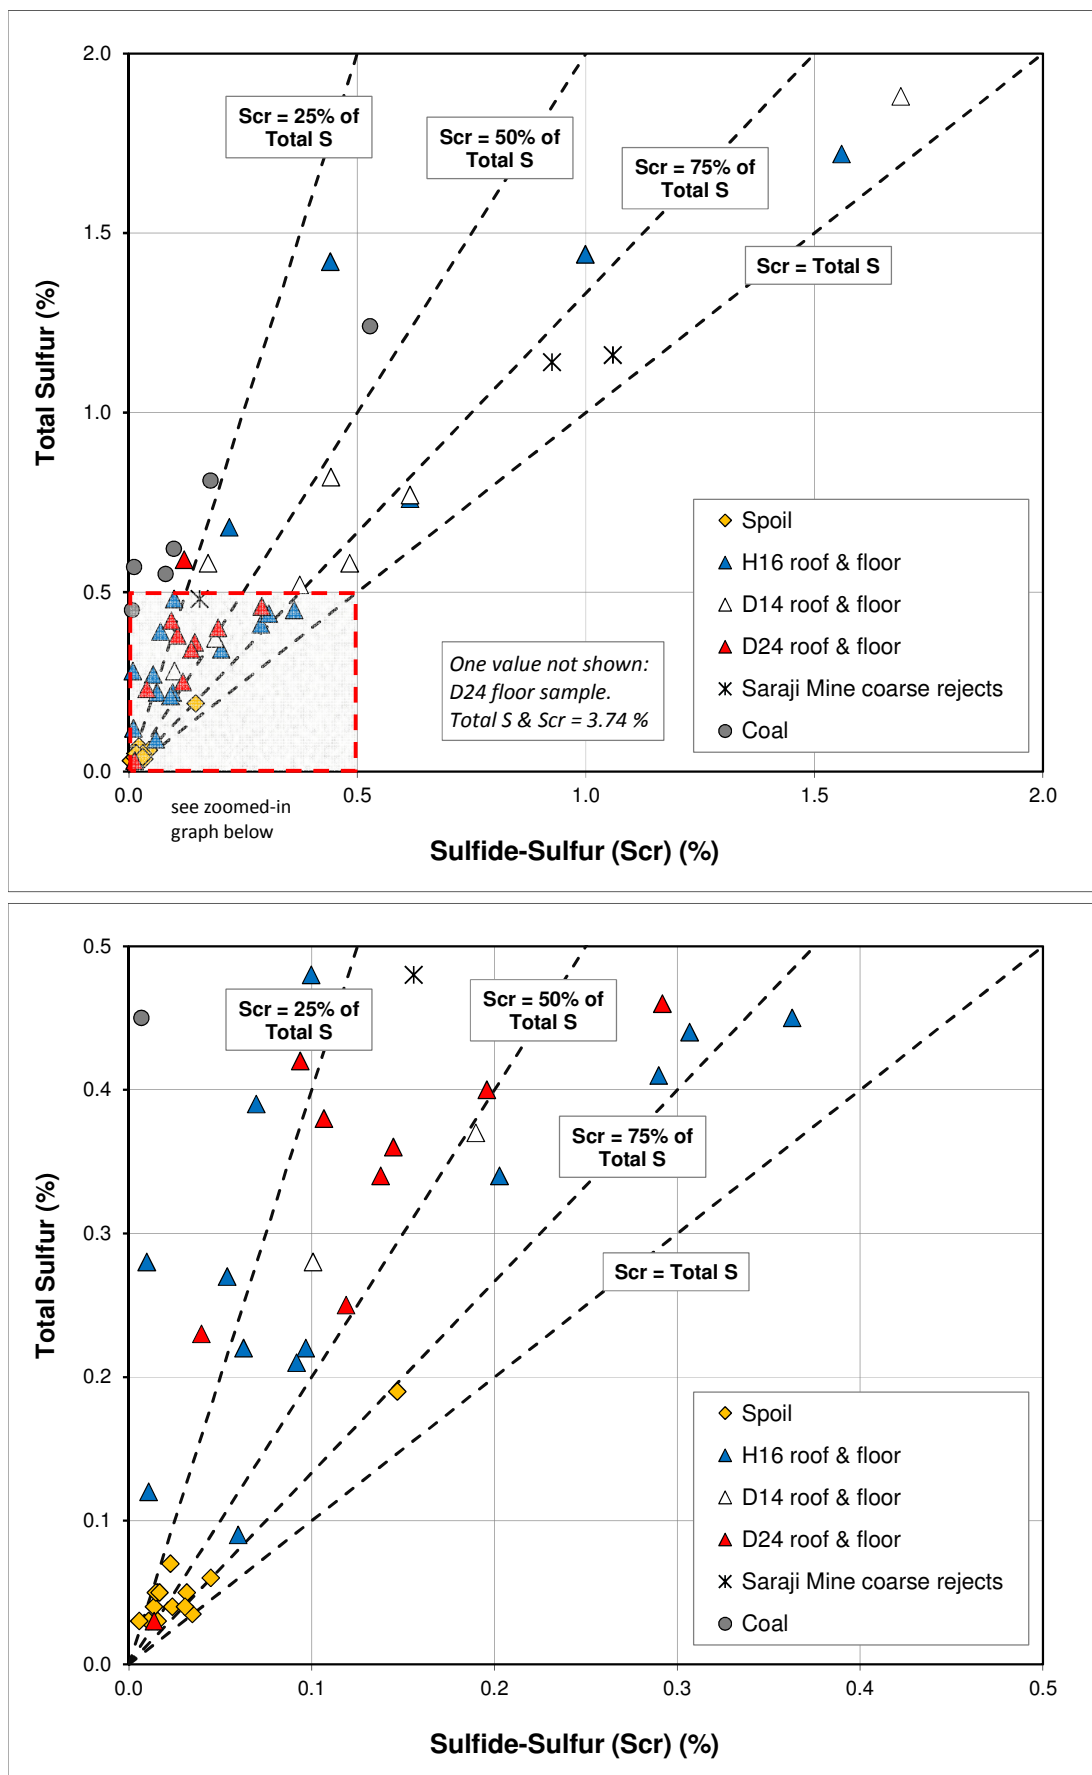 2.0
Scr = 25% of
Total S
Scr = 50% of
Total S
Scr = 75% of
Total S
1.5
Scr = Total S
Total Sulfur (%)
1.0
Spoil
H16 roof & floor
D14 roof & floor
D24 roof & floor
Saraji Mine coarse rejects
Coal
0.5
One value not shown:
D24 floor sample.
Total S & Scr = 3.74 %
0.0
0.0 0.5 1.0 1.5 2.0
see zoomed-in
graph below
Sulfide-Sulfur (Scr) (%)
0.5
Scr = 25% of
Total S
Scr = 50% of
Total S
0.4
Scr = 75% of
Total S
Total Sulfur (%)
0.3
Scr = Total S
0.2
Spoil
H16 roof & floor
D14 roof & floor
D24 roof & floor
Saraji Mine coarse rejects
Coal
0.1
0.0
0.0 0.1 0.2 0.3 0.4 0.5
Sulfide-Sulfur (Scr) (%)